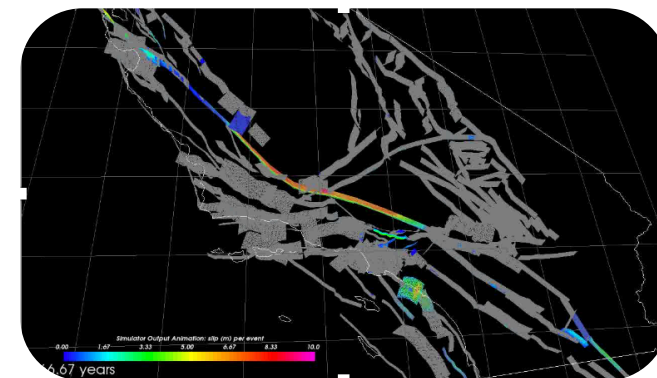 Simulator Output Animation: slip (m) per event
0.00 1.67 3.33 5.00 6.67 8.33 10.0
6.67 years